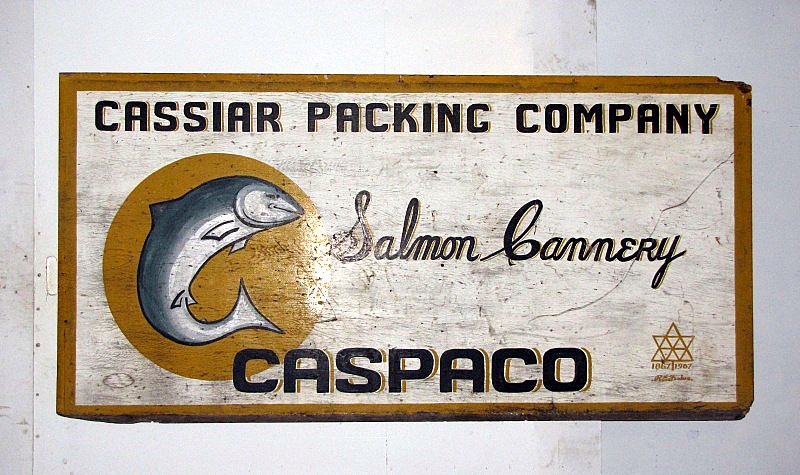 CASSIAR PACKING COMPANY
Salmon Cannery
CASPACO
1867 1967